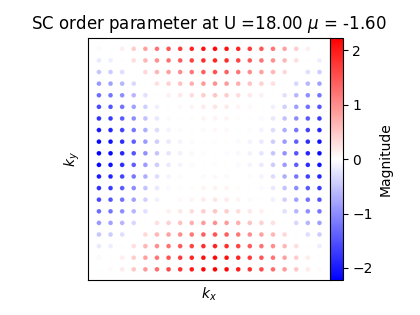 SC order parameter at U =18.00 μ = -1.60
k_y
k_x
2
1
0
−1
−2
Magnitude